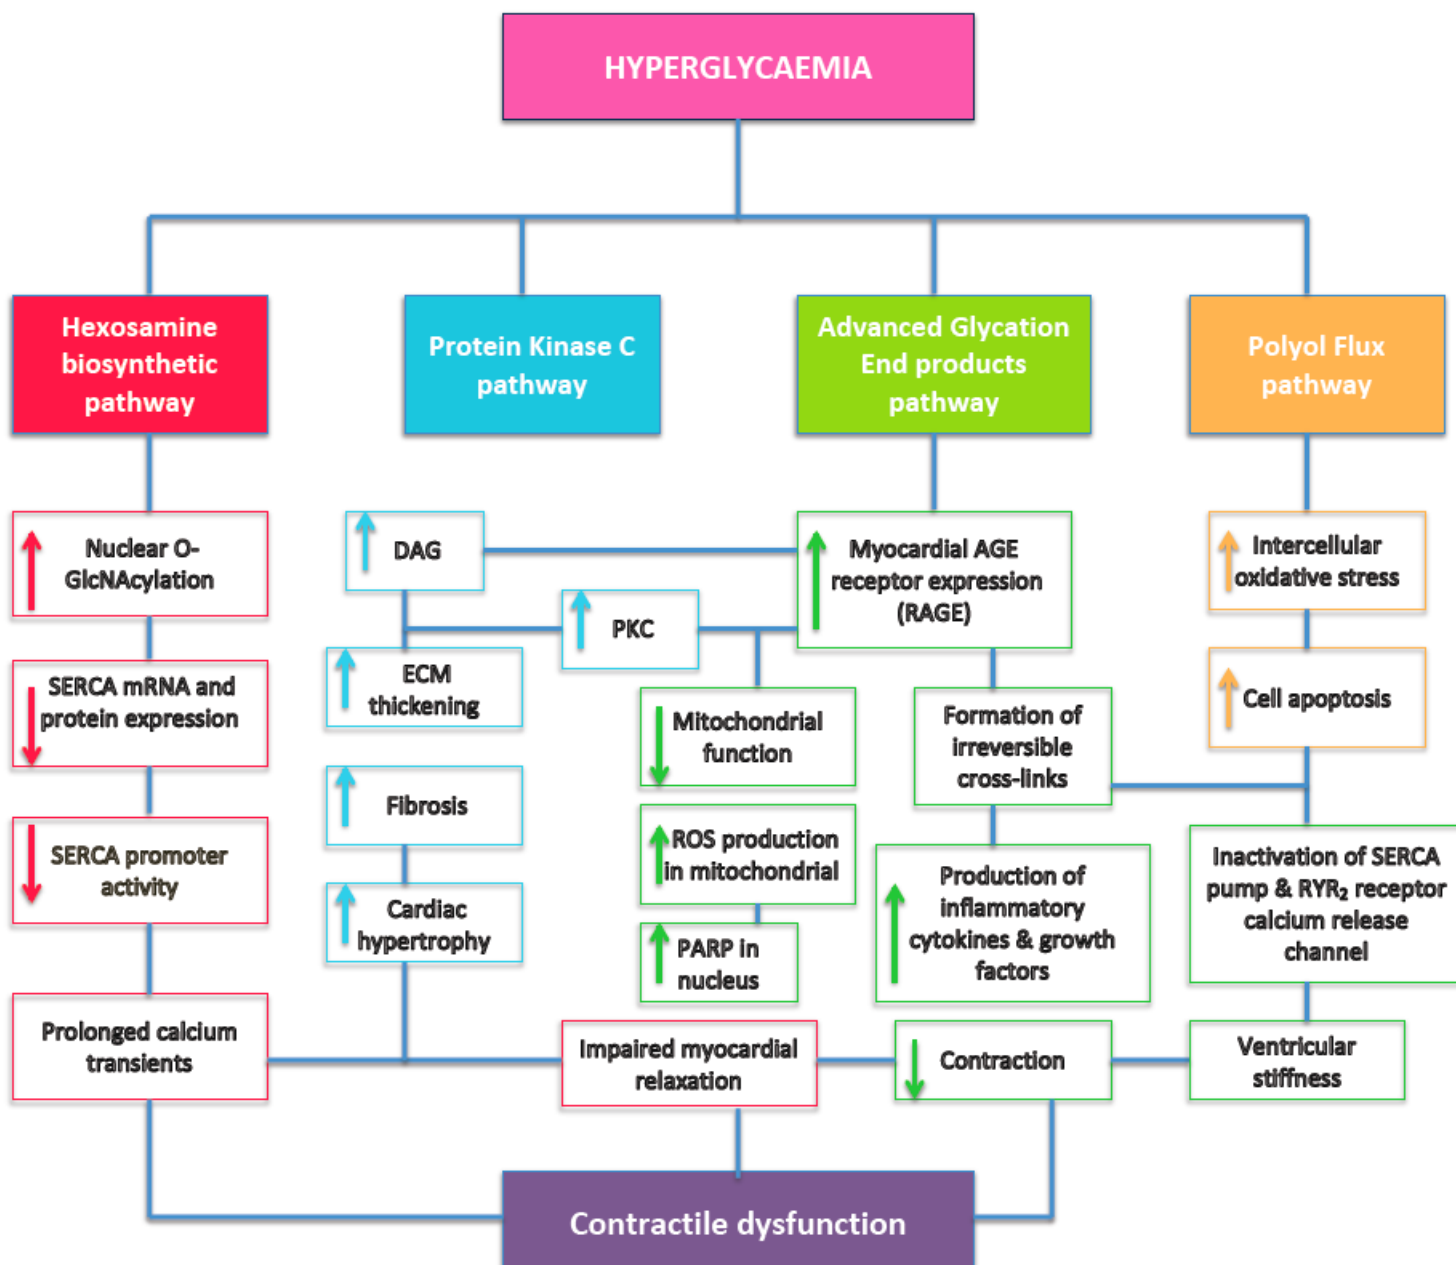 HYPERGLYCAEMIA
Hexosamine
biosynthetic
pathway
Protein Kinase C
pathway
Advanced Glycation
End products
pathway
Polyol Flux
pathway
Nuclear O-
GlcNAcylation
DAG
Myocardial AGE
receptor expression
(RAGE)
Intercellular
oxidative stress
PKC
SERCA mRNA and
protein expression
ECM
thickening
Mitochondrial
function
Formation of
irreversible
cross-links
Cell apoptosis
Fibrosis
SERCA promoter
activity
ROS production
in mitochondrial
Production of
inflammatory
cytokines & growth
factors
Inactivation of SERCA
pump & RYR₂ receptor
calcium release
channel
Cardiac
hypertrophy
PARP in
nucleus
Prolonged calcium
transients
Impaired myocardial
relaxation
Contraction
Ventricular
stiffness
Contractile dysfunction